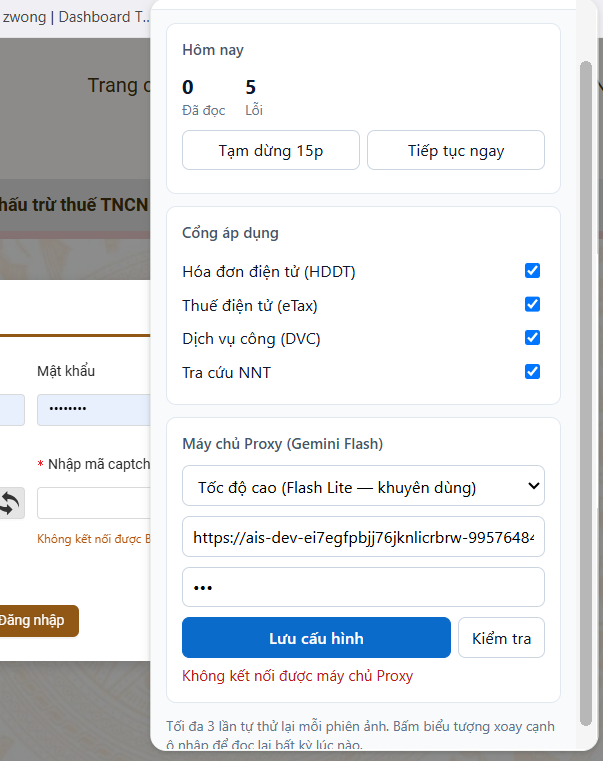 zwong | Dashboard T...
Trang c
hấu trừ thuế TNCN
Mật khẩu
••••••••
* Nhập mã captch
Không kết nối được B
Đăng nhập
Hôm nay
0 5
Đã đọc Lỗi
Tạm dừng 15p Tiếp tục ngay
Cổng áp dụng
Hóa đơn điện tử (HDDT)
Thuế điện tử (eTax)
Dịch vụ công (DVC)
Tra cứu NNT
Máy chủ Proxy (Gemini Flash)
Tốc độ cao (Flash Lite — khuyên dùng)
https://ais-dev-ei7egfpbjj76jknlicrbrw-99576484
•••
Lưu cấu hình Kiểm tra
Không kết nối được máy chủ Proxy
Tối đa 3 lần tự thử lại mỗi phiên ảnh. Bấm biểu tượng xoay cạnh
ô nhập để đọc lại bất kỳ lúc nào.